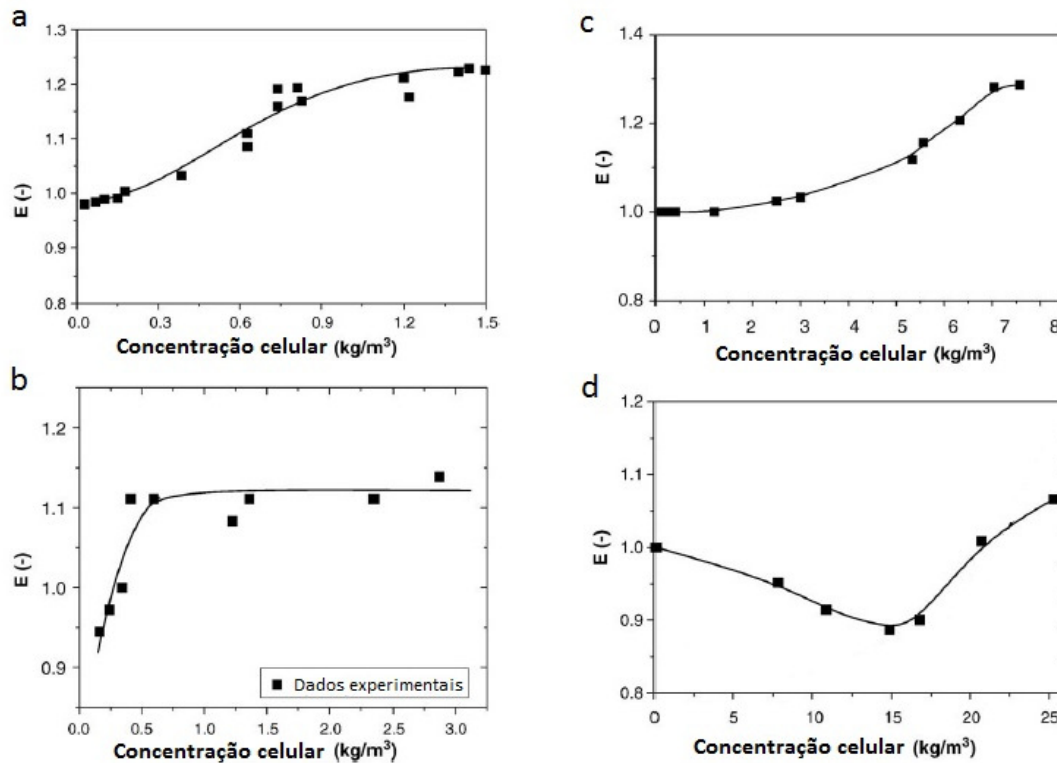 a
1.3
1.2
1.1
1.0
0.9
0.8
E (-)
0.0 0.3 0.6 0.9 1.2 1.5
Concentração celular (kg/m³)
b
1.2
1.1
1.0
0.9
E (-)
Dados experimentais
0.0 0.5 1.0 1.5 2.0 2.5 3.0
Concentração celular (kg/m³)
c
1.4
1.2
1.0
0.8
E (-)
0 1 2 3 4 5 6 7 8
Concentração celular (kg/m³)
d
1.2
1.1
1.0
0.9
0.8
E (-)
0 5 10 15 20 25
Concentração celular (kg/m³)